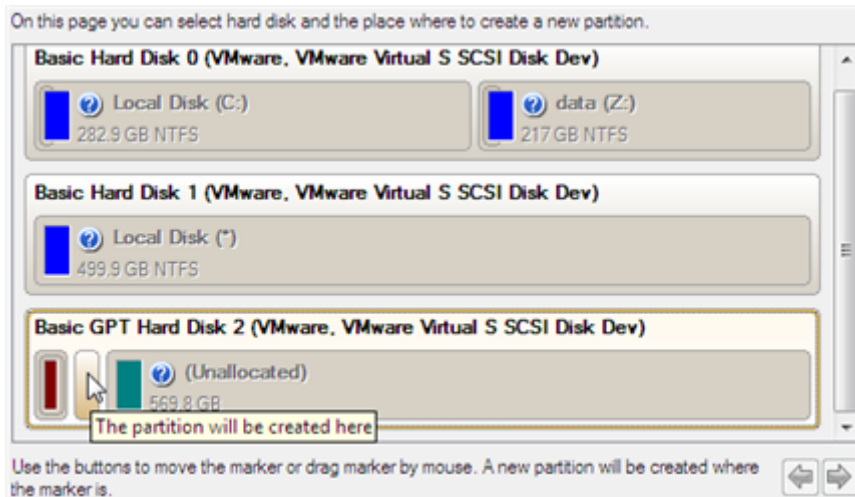 On this page you can select hard disk and the place where to create a new partition.
Basic Hard Disk 0 (VMware, VMware Virtual S SCSI Disk Dev)
Local Disk (C:) data (Z:)
282.9 GB NTFS 217 GB NTFS
Basic Hard Disk 1 (VMware, VMware Virtual S SCSI Disk Dev)
Local Disk (*)
499.9 GB NTFS
Basic GPT Hard Disk 2 (VMware, VMware Virtual S SCSI Disk Dev)
(Unallocated)
569.8 GB
The partition will be created here
Use the buttons to move the marker or drag marker by mouse. A new partition will be created where
the marker is.